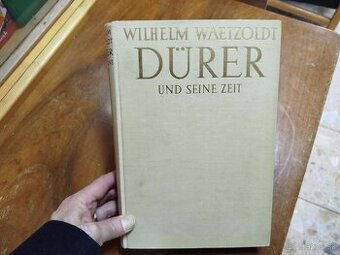 WILHELM WAETZOLDT
DÜRER
UND SEINE ZEIT